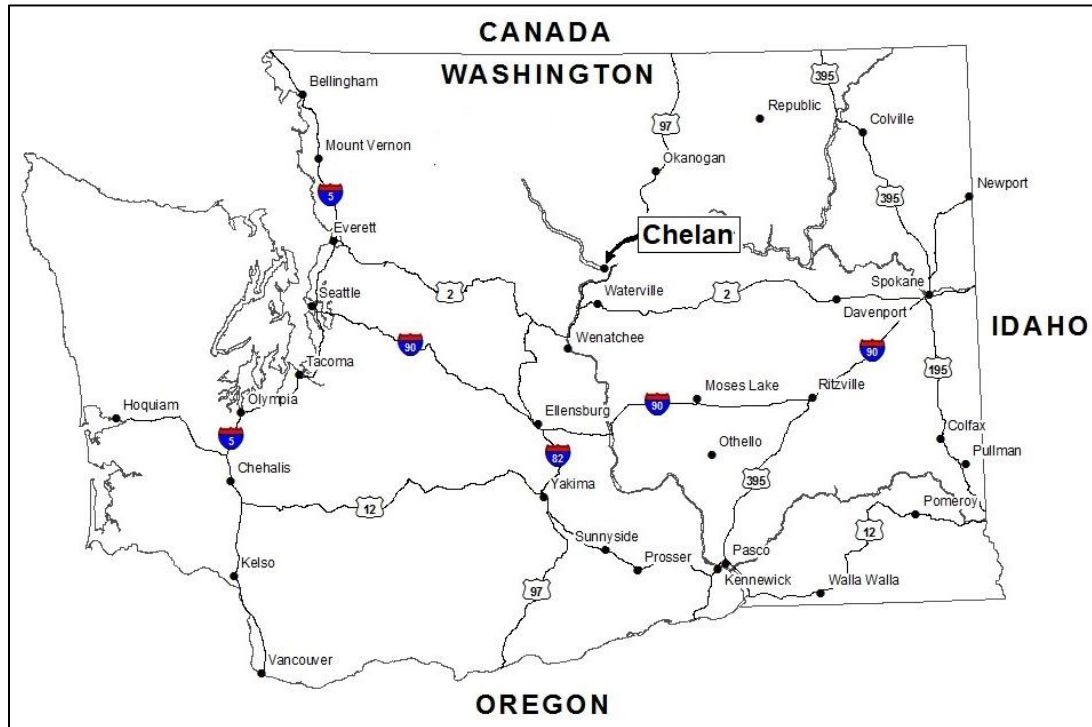 CANADA
WASHINGTON
Bellingham
395
Republic
97
Colville
Mount Vernon
Okanogan
5
Newport
395
Everett
Chelan
Spokane
2
Waterville
2
Seattle
Davenport
IDAHO
90
Wenatchee
90
Tacoma
195
Moses Lake
Ritzville
90
Hoquiam
Olympia
Ellensburg
5
Colfax
82
Othello
Pullman
Chehalis
395
Yakima
12
Pomeroy
12
Sunnyside
Pasco
Prosser
Kelso
Kennewick
Walla Walla
97
Vancouver
OREGON